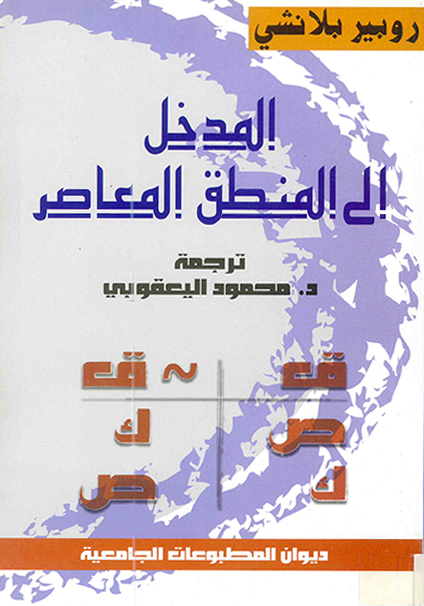 روبير بلانشي
المدخل
إلى المنطق المعاصر
ترجمة
د. محمود اليعقوبي
ق ~ ق
ص ك
ك ص
ديوان المطبوعات الجامعية